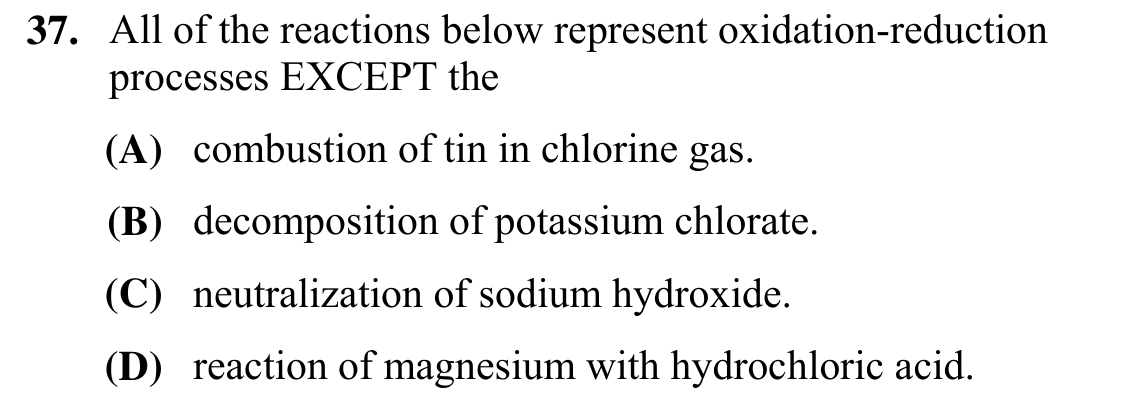 37. All of the reactions below represent oxidation-reduction
processes EXCEPT the
(A) combustion of tin in chlorine gas.
(B) decomposition of potassium chlorate.
(C) neutralization of sodium hydroxide.
(D) reaction of magnesium with hydrochloric acid.